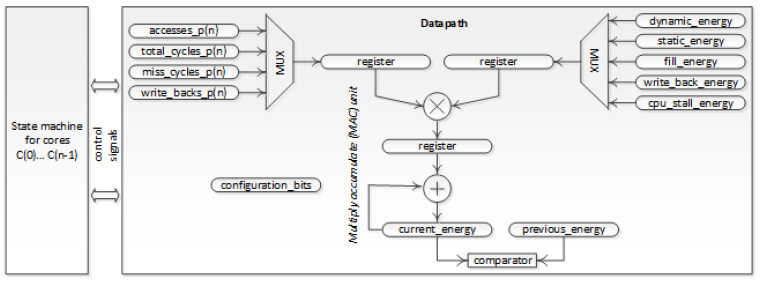 Datapath
accesses_p(n)
total_cycles_p(n)
miss_cycles_p(n)
write_backs_p(n)
MUX
register
register
MUX
dynamic_energy
static_energy
fill_energy
write_back_energy
cpu_stall_energy
State machine
for cores
C(0)... C(n-1)
control
signals
Multiply accumulate (MAC) unit
register
configuration_bits
current_energy
previous_energy
comparator